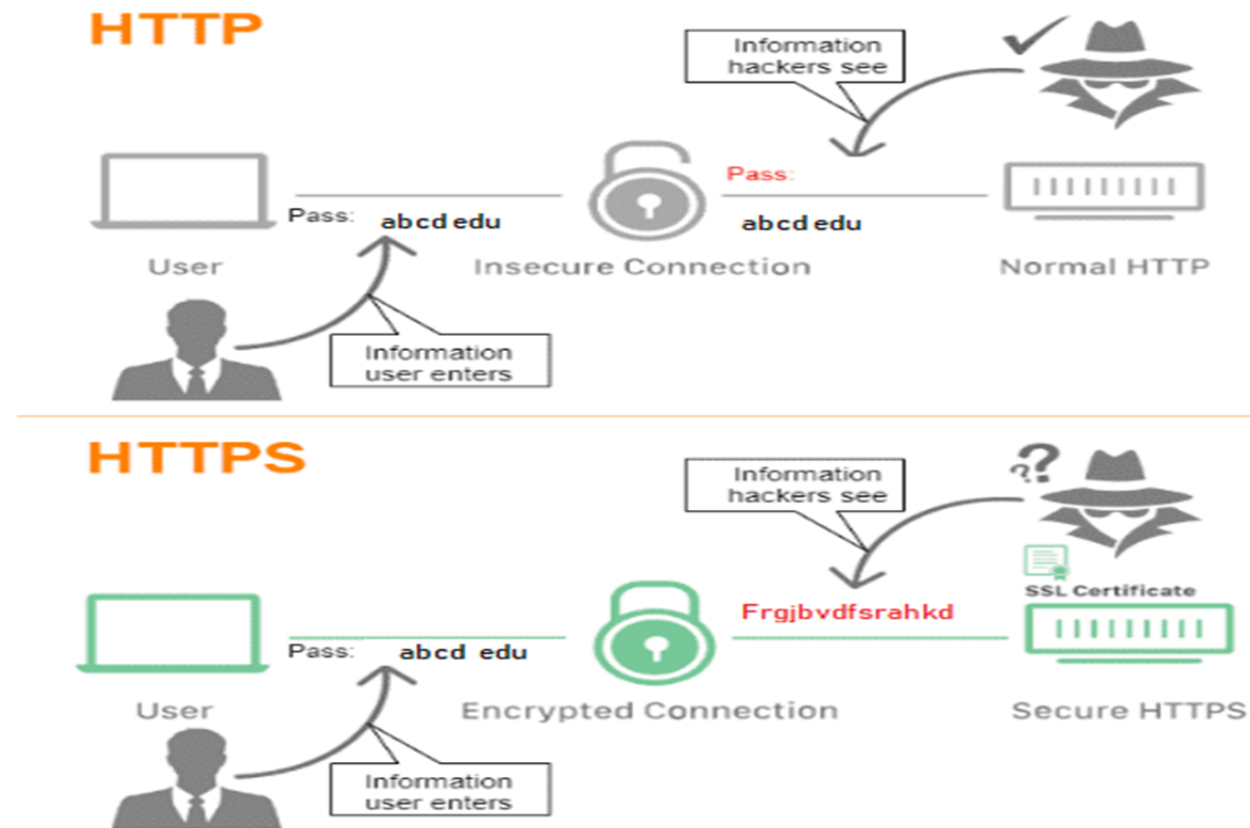 HTTP
Information
hackers see
Pass:
Pass: abcd edu
abcd edu
User
Insecure Connection
Normal HTTP
Information
user enters
HTTPS
Information
hackers see
SSL Certificate
Frgjbvdfsrahkd
Pass: abcd edu
User
Encrypted Connection
Secure HTTPS
Information
user enters